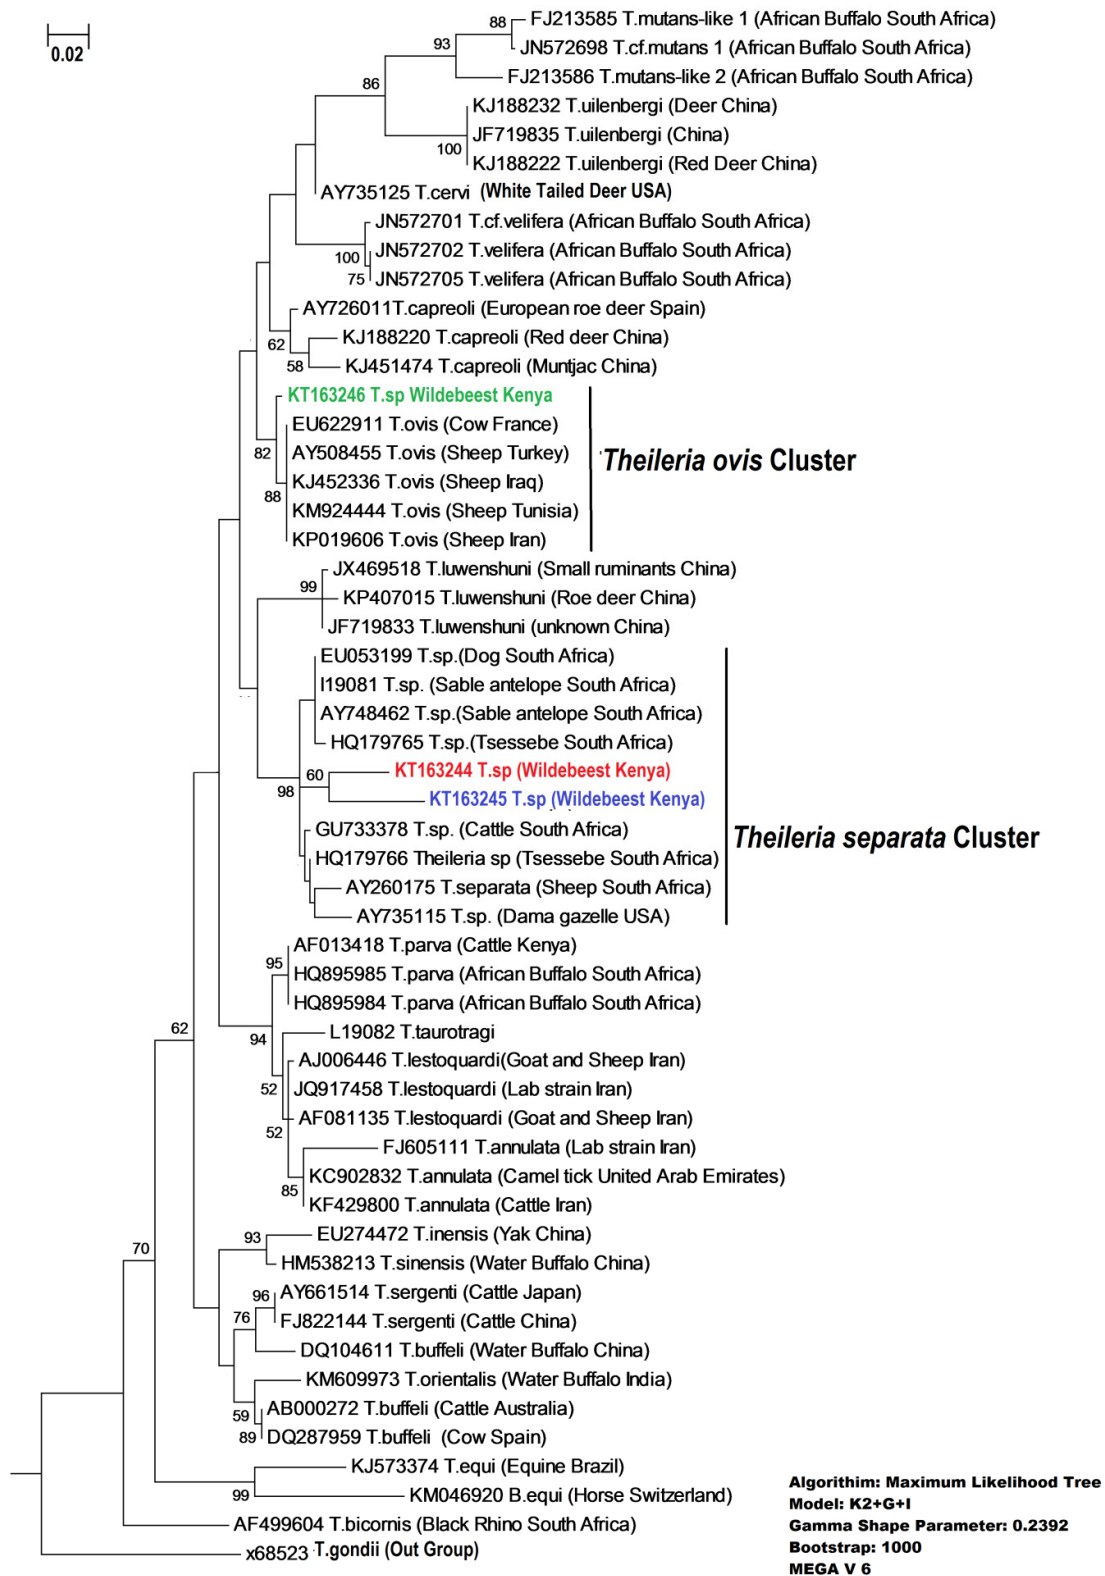 0.02
88
FJ213585 T.mutans-like 1 (African Buffalo South Africa)
93
JN572698 T.cf.mutans 1 (African Buffalo South Africa)
FJ213586 T.mutans-like 2 (African Buffalo South Africa)
86
KJ188232 T.uilenbergi (Deer China)
JF719835 T.uilenbergi (China)
100
KJ188222 T.uilenbergi (Red Deer China)
AY735125 T.cervi (White Tailed Deer USA)
JN572701 T.cf.velifera (African Buffalo South Africa)
100
JN572702 T.velifera (African Buffalo South Africa)
75
JN572705 T.velifera (African Buffalo South Africa)
AY726011T.capreoli (European roe deer Spain)
62
KJ188220 T.capreoli (Red deer China)
58
KJ451474 T.capreoli (Muntjac China)
KT163246 T.sp Wildebeest Kenya
EU622911 T.ovis (Cow France)
82
AY508455 T.ovis (Sheep Turkey)
Theileria ovis Cluster
KJ452336 T.ovis (Sheep Iraq)
88
KM924444 T.ovis (Sheep Tunisia)
KP019606 T.ovis (Sheep Iran)
JX469518 T.luwenshuni (Small ruminants China)
99
KP407015 T.luwenshuni (Roe deer China)
JF719833 T.luwenshuni (unknown China)
EU053199 T.sp.(Dog South Africa)
I19081 T.sp. (Sable antelope South Africa)
AY748462 T.sp.(Sable antelope South Africa)
HQ179765 T.sp.(Tsessebe South Africa)
60
KT163244 T.sp (Wildebeest Kenya)
98
KT163245 T.sp (Wildebeest Kenya)
GU733378 T.sp. (Cattle South Africa)
Theileria separata Cluster
HQ179766 Theileria sp (Tsessebe South Africa)
AY260175 T.separata (Sheep South Africa)
AY735115 T.sp. (Dama gazelle USA)
AF013418 T.parva (Cattle Kenya)
95
HQ895985 T.parva (African Buffalo South Africa)
HQ895984 T.parva (African Buffalo South Africa)
62
94
L19082 T.taurotragi
AJ006446 T.lestoquardi(Goat and Sheep Iran)
52
JQ917458 T.lestoquardi (Lab strain Iran)
AF081135 T.lestoquardi (Goat and Sheep Iran)
52
FJ605111 T.annulata (Lab strain Iran)
KC902832 T.annulata (Camel tick United Arab Emirates)
85
KF429800 T.annulata (Cattle Iran)
93
EU274472 T.inensis (Yak China)
70
HM538213 T.sinensis (Water Buffalo China)
96
AY661514 T.sergenti (Cattle Japan)
76
FJ822144 T.sergenti (Cattle China)
DQ104611 T.buffeli (Water Buffalo China)
KM609973 T.orientalis (Water Buffalo India)
59
AB000272 T.buffeli (Cattle Australia)
89
DQ287959 T.buffeli (Cow Spain)
KJ573374 T.equi (Equine Brazil)
99
KM046920 B.equi (Horse Switzerland)
AF499604 T.bicornis (Black Rhino South Africa)
x68523 T.gondii (Out Group)
Algorithim: Maximum Likelihood Tree
Model: K2+G+I
Gamma Shape Parameter: 0.2392
Bootstrap: 1000
MEGA V 6